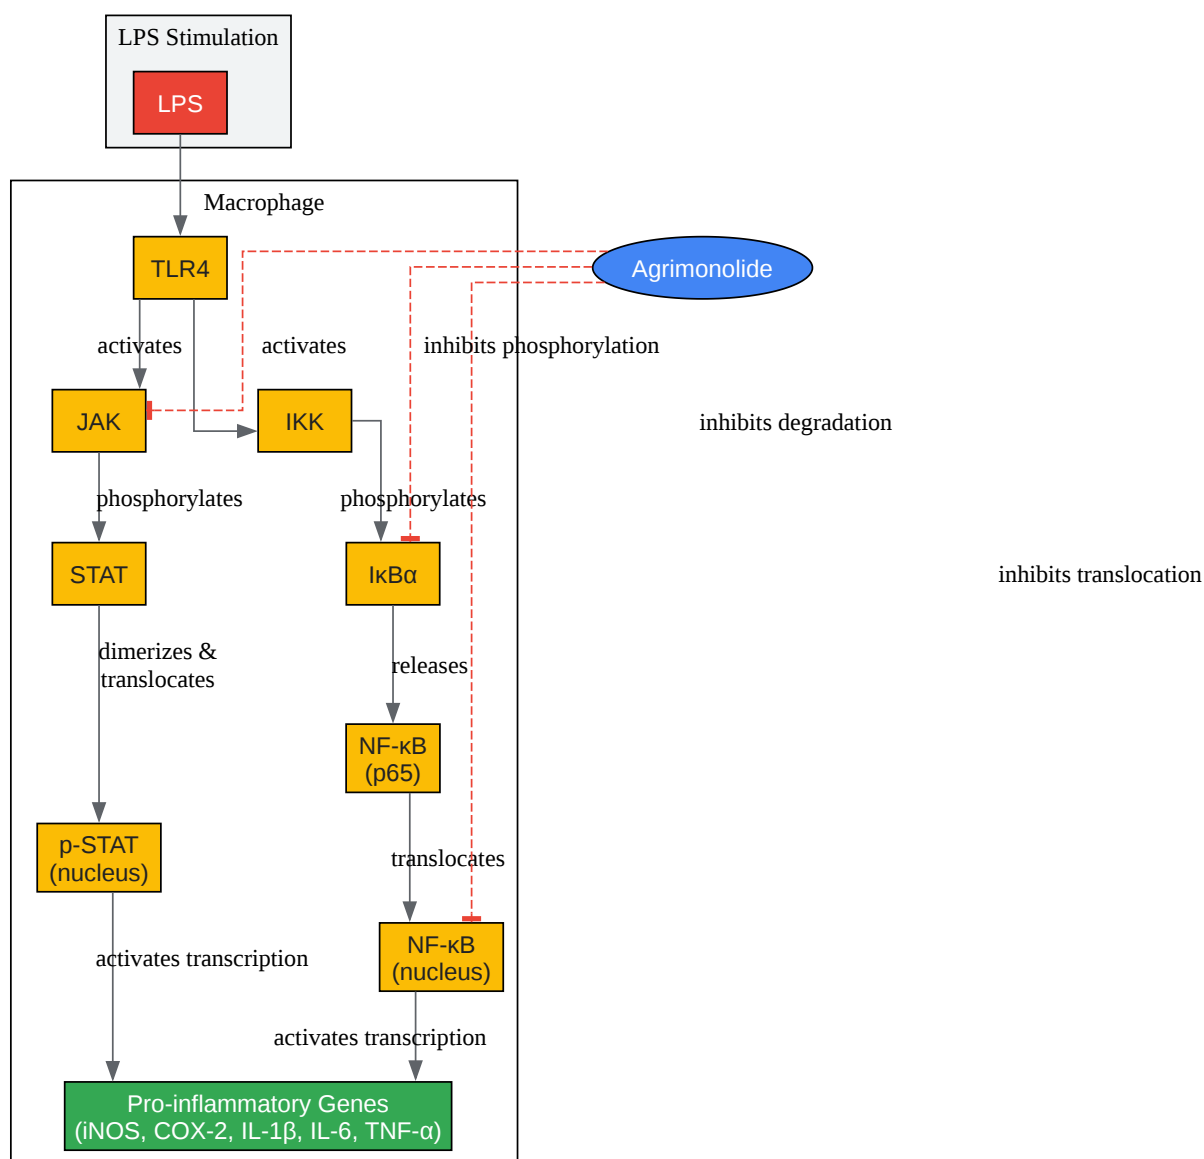 LPS Stimulation
LPS
Macrophage
TLR4
Agrimonolide
activates
activates
inhibits phosphorylation
JAK
IKK
inhibits degradation
phosphorylates
phosphorylates
STAT
IκBα
inhibits translocation
dimerizes &
translocates
releases
NF-κB
(p65)
p-STAT
(nucleus)
translocates
NF-κB
(nucleus)
activates transcription
activates transcription
Pro-inflammatory Genes
(iNOS, COX-2, IL-1β, IL-6, TNF-α)